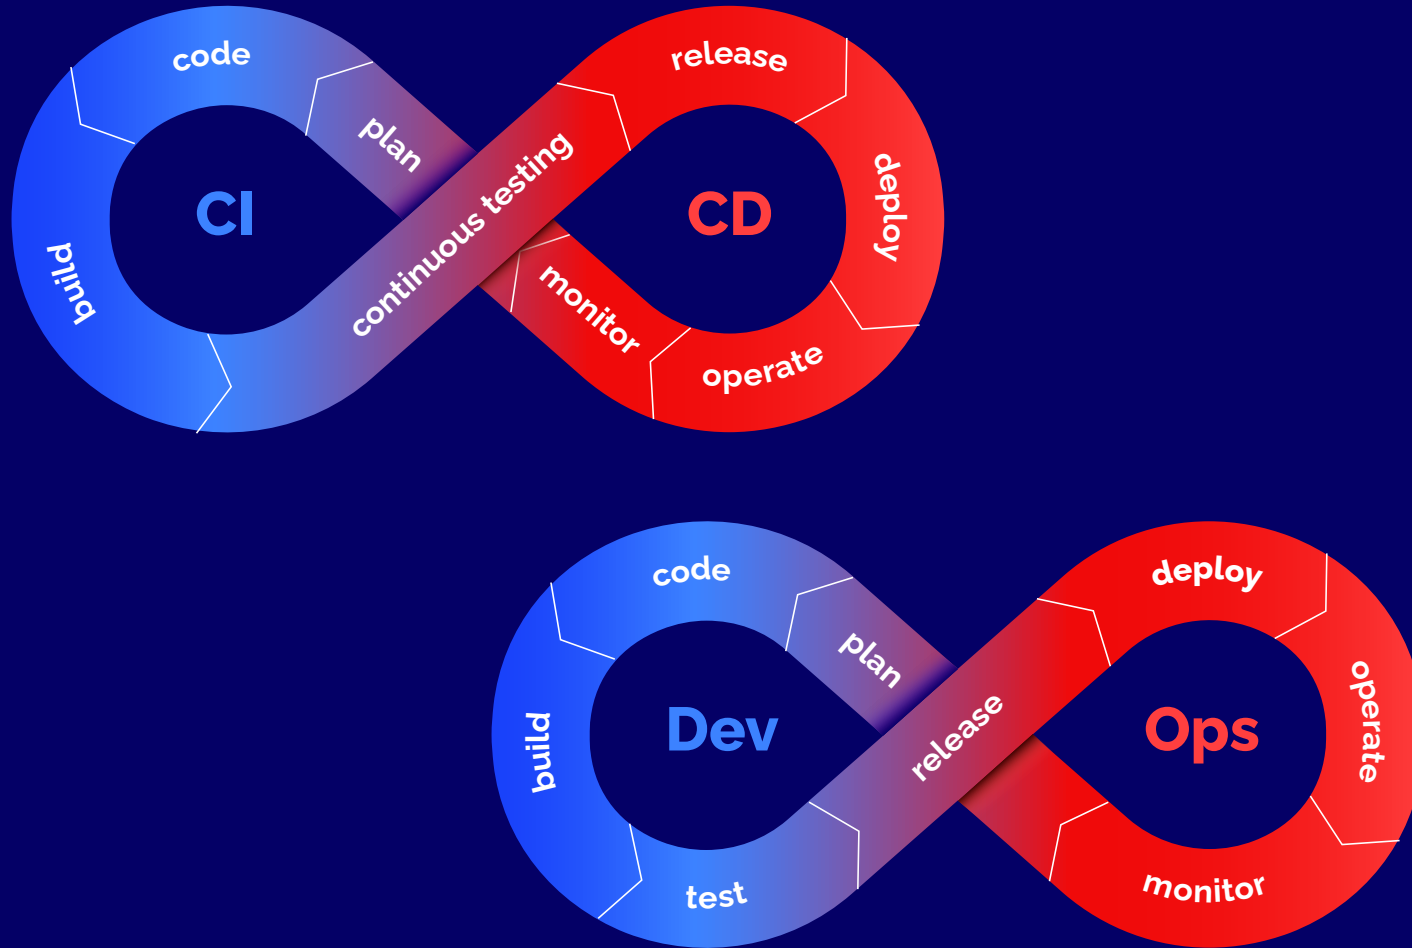 code
plan
CI
build
continuous testing
release
deploy
CD
monitor
operate
code
plan
Dev
build
test
release
deploy
operate
Ops
monitor